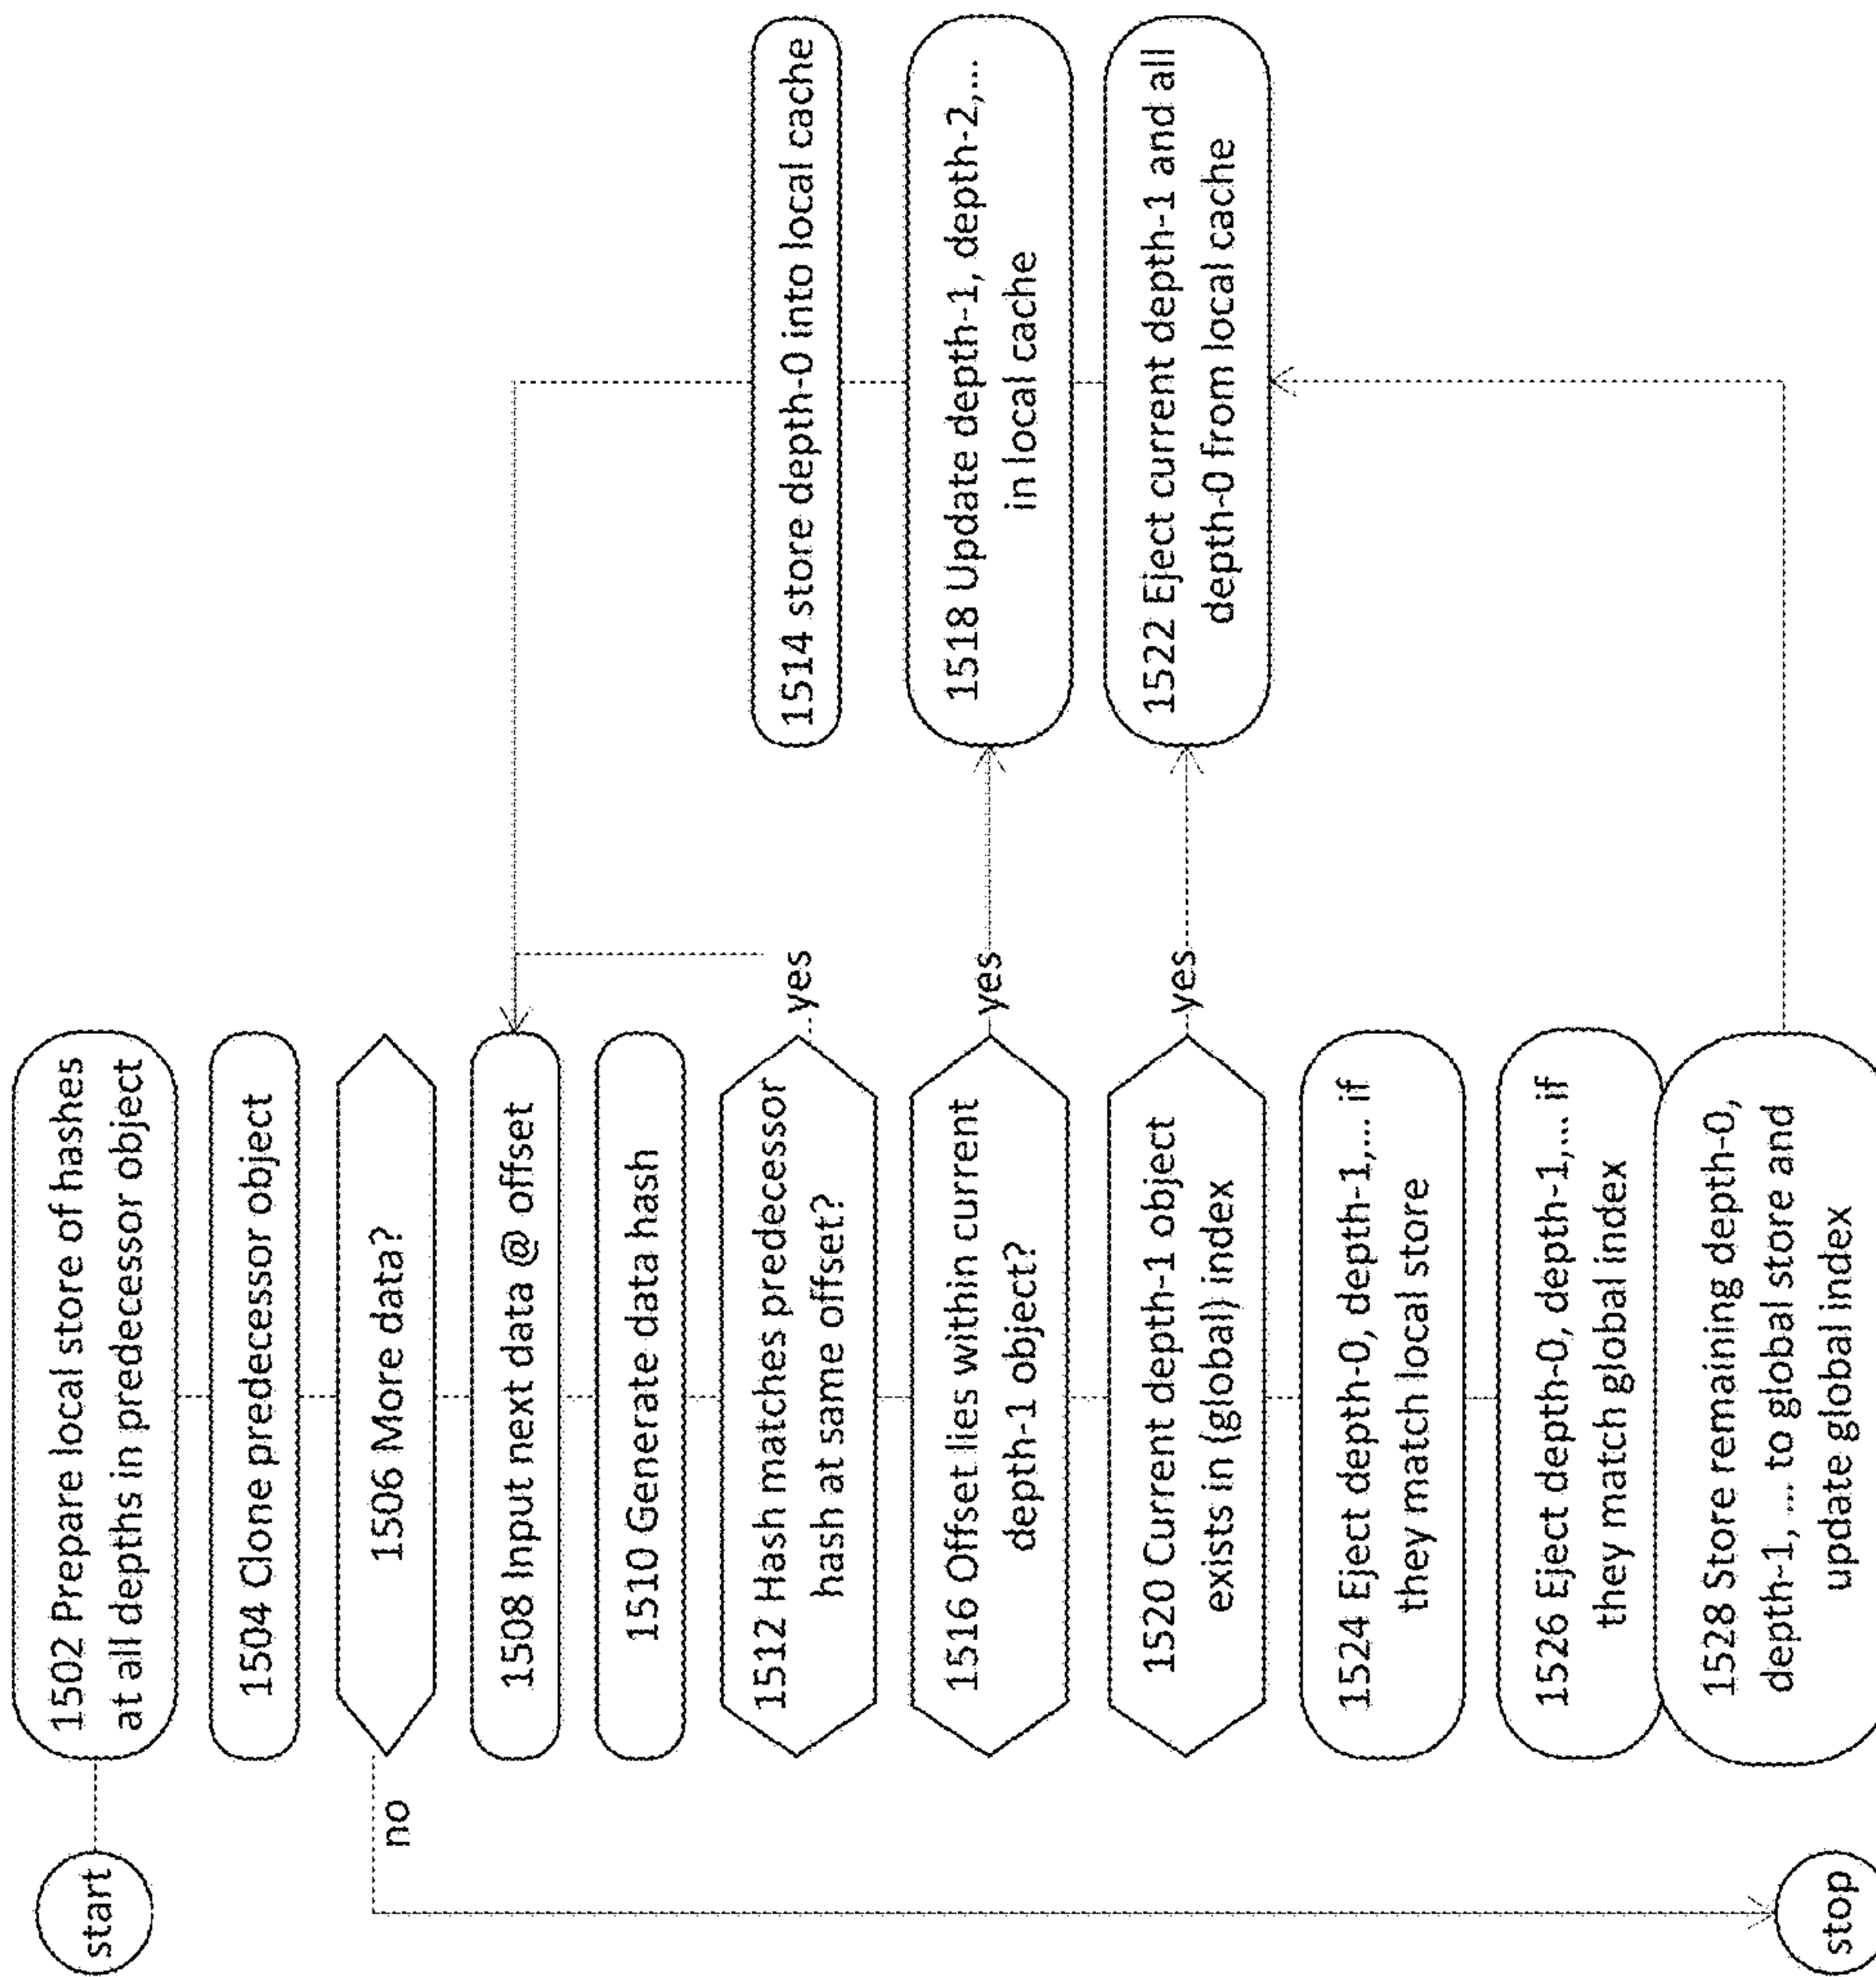 start
1502 Prepare local store of hashes
at all depths in predecessor object
1504 Clone predecessor object
1506 More data?
no
1508 Input next data @ offset
1510 Generate data hash
1512 Hash matches predecessor
hash at same offset?
yes
1514 store depth-0 into local cache
1516 Offset lies within current
depth-1 object?
yes
1518 Update depth-1, depth-2,...
in local cache
1520 Current depth-1 object
exists in (global) index
yes
1522 Eject current depth-1 and all
depth-0 from local cache
1524 Eject depth-0, depth-1,... if
they match local store
1526 Eject depth-0, depth-1,... if
they match global index
1528 Store remaining depth-0,
depth-1, ... to global store and
update global index
stop